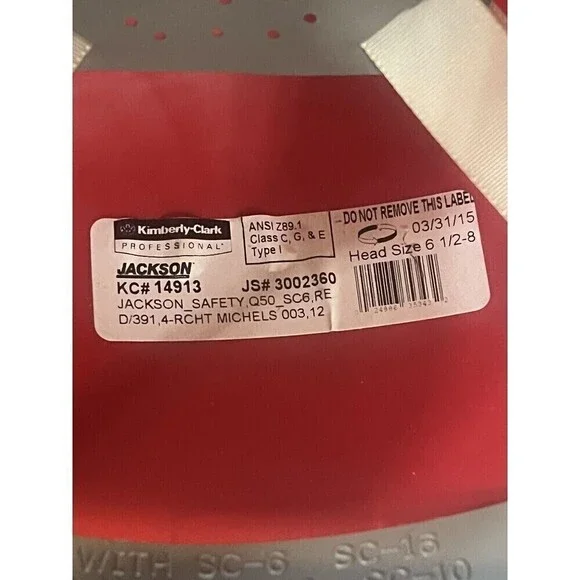 Kimberly-Clark
PROFESSIONAL*
ANSI Z89.1
Class C, G, & E
Type I
DO NOT REMOVE THIS LABEL
03/31/15
Head Size 6 1/2-8
JACKSON
KC# 14913 JS# 3002360
JACKSON_SAFETY,Q50_SC6,RE
D/391,4-RCHT MICHELS 003,12
WITH SC-6 SC-16
SC-10